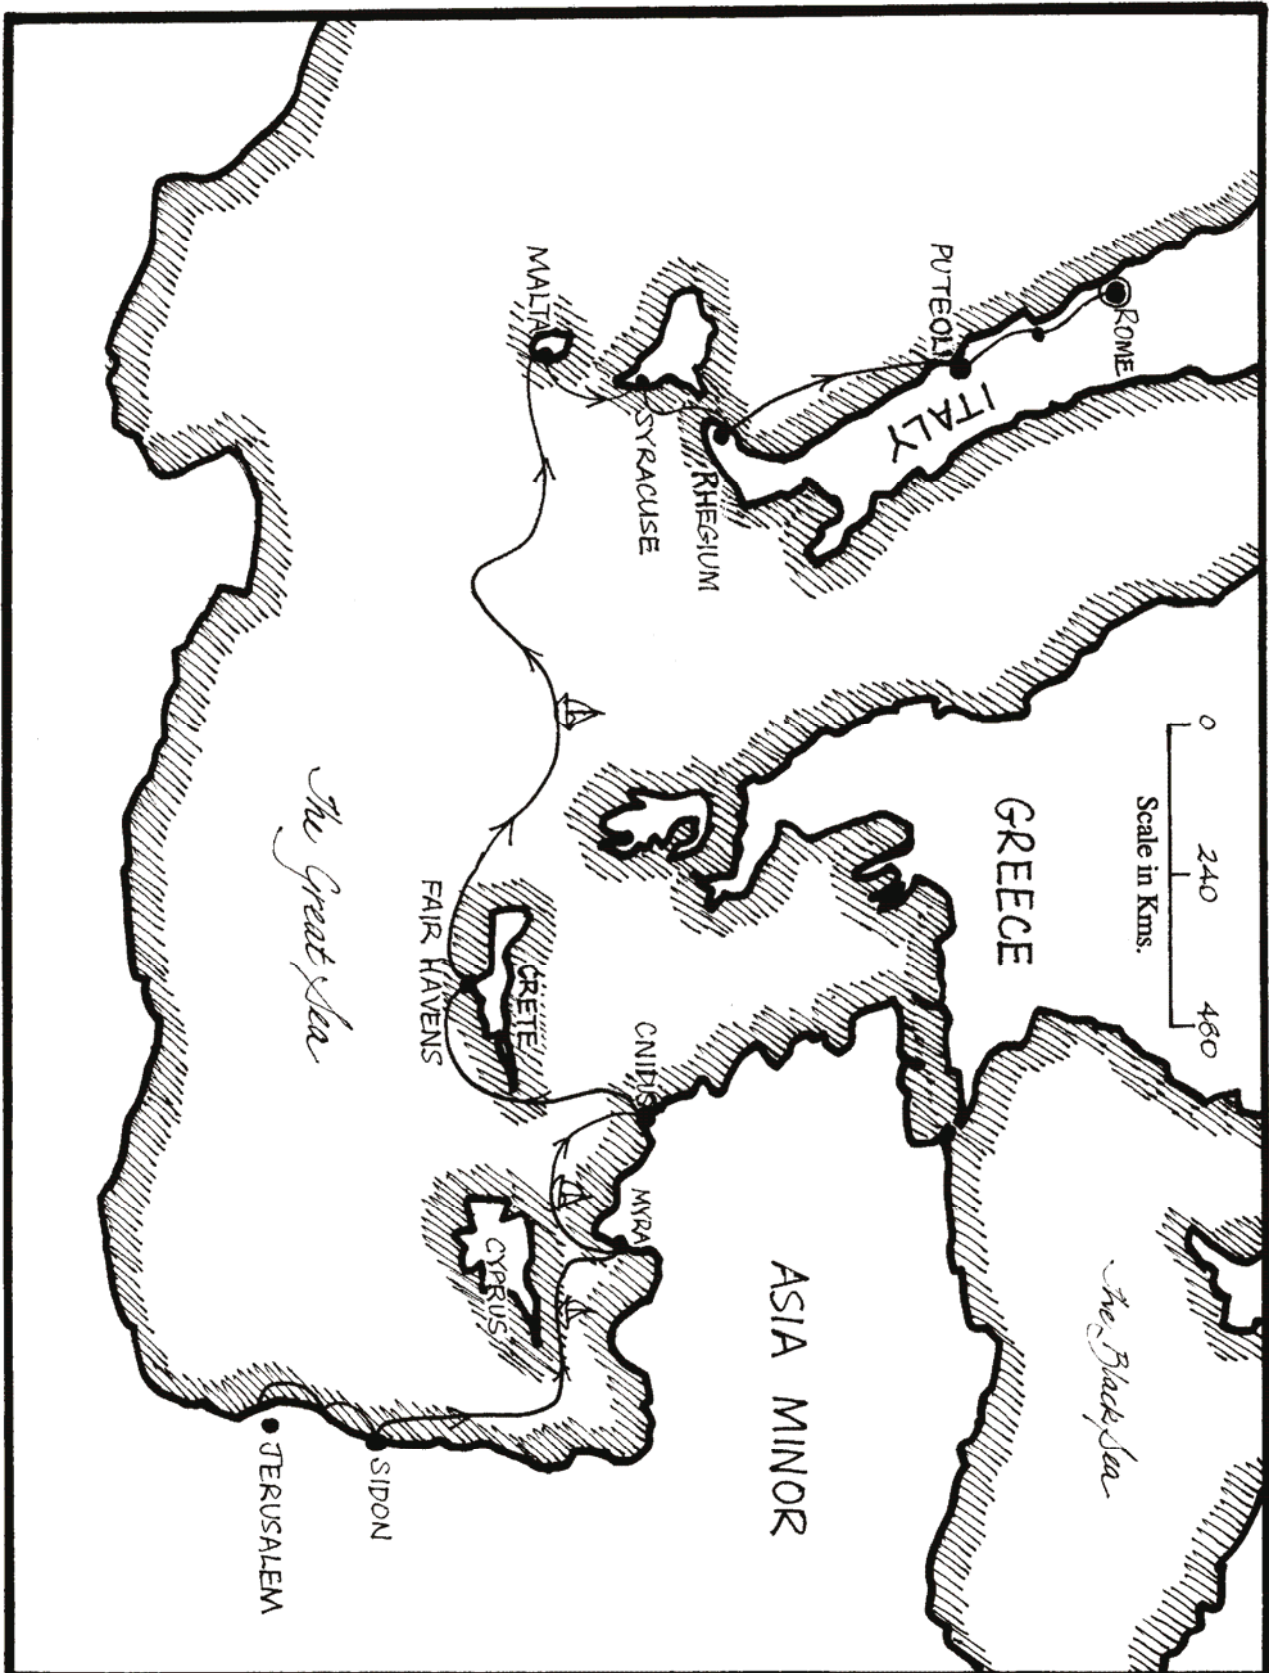 0 240 480
Scale in Kms.
ROME
The Black Sea
GREECE
PUTEOLI
ITALY
ASIA MINOR
RHEGIUM
SYRACUSE
CNIDUS
MYRA
MALTA
CRETE
CYPRUS
FAIR HAVENS
SIDON
The Great Sea
JERUSALEM